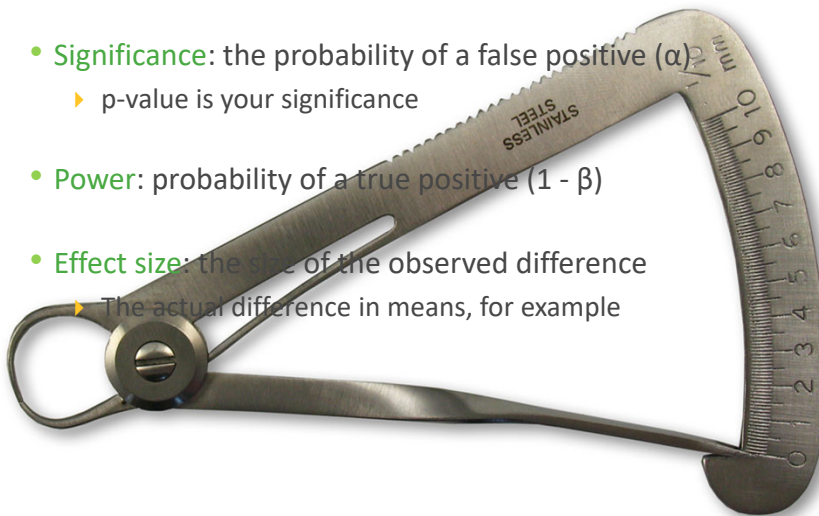 • Significance: the probability of a false positive (α)
p-value is your significance
• Power: probability of a true positive (1 - β)
• Effect size: the size of the observed difference
The actual difference in means, for example
STAINLESS
STEEL
1/10 mm
10
9
8
7
6
5
4
3
2
1
0